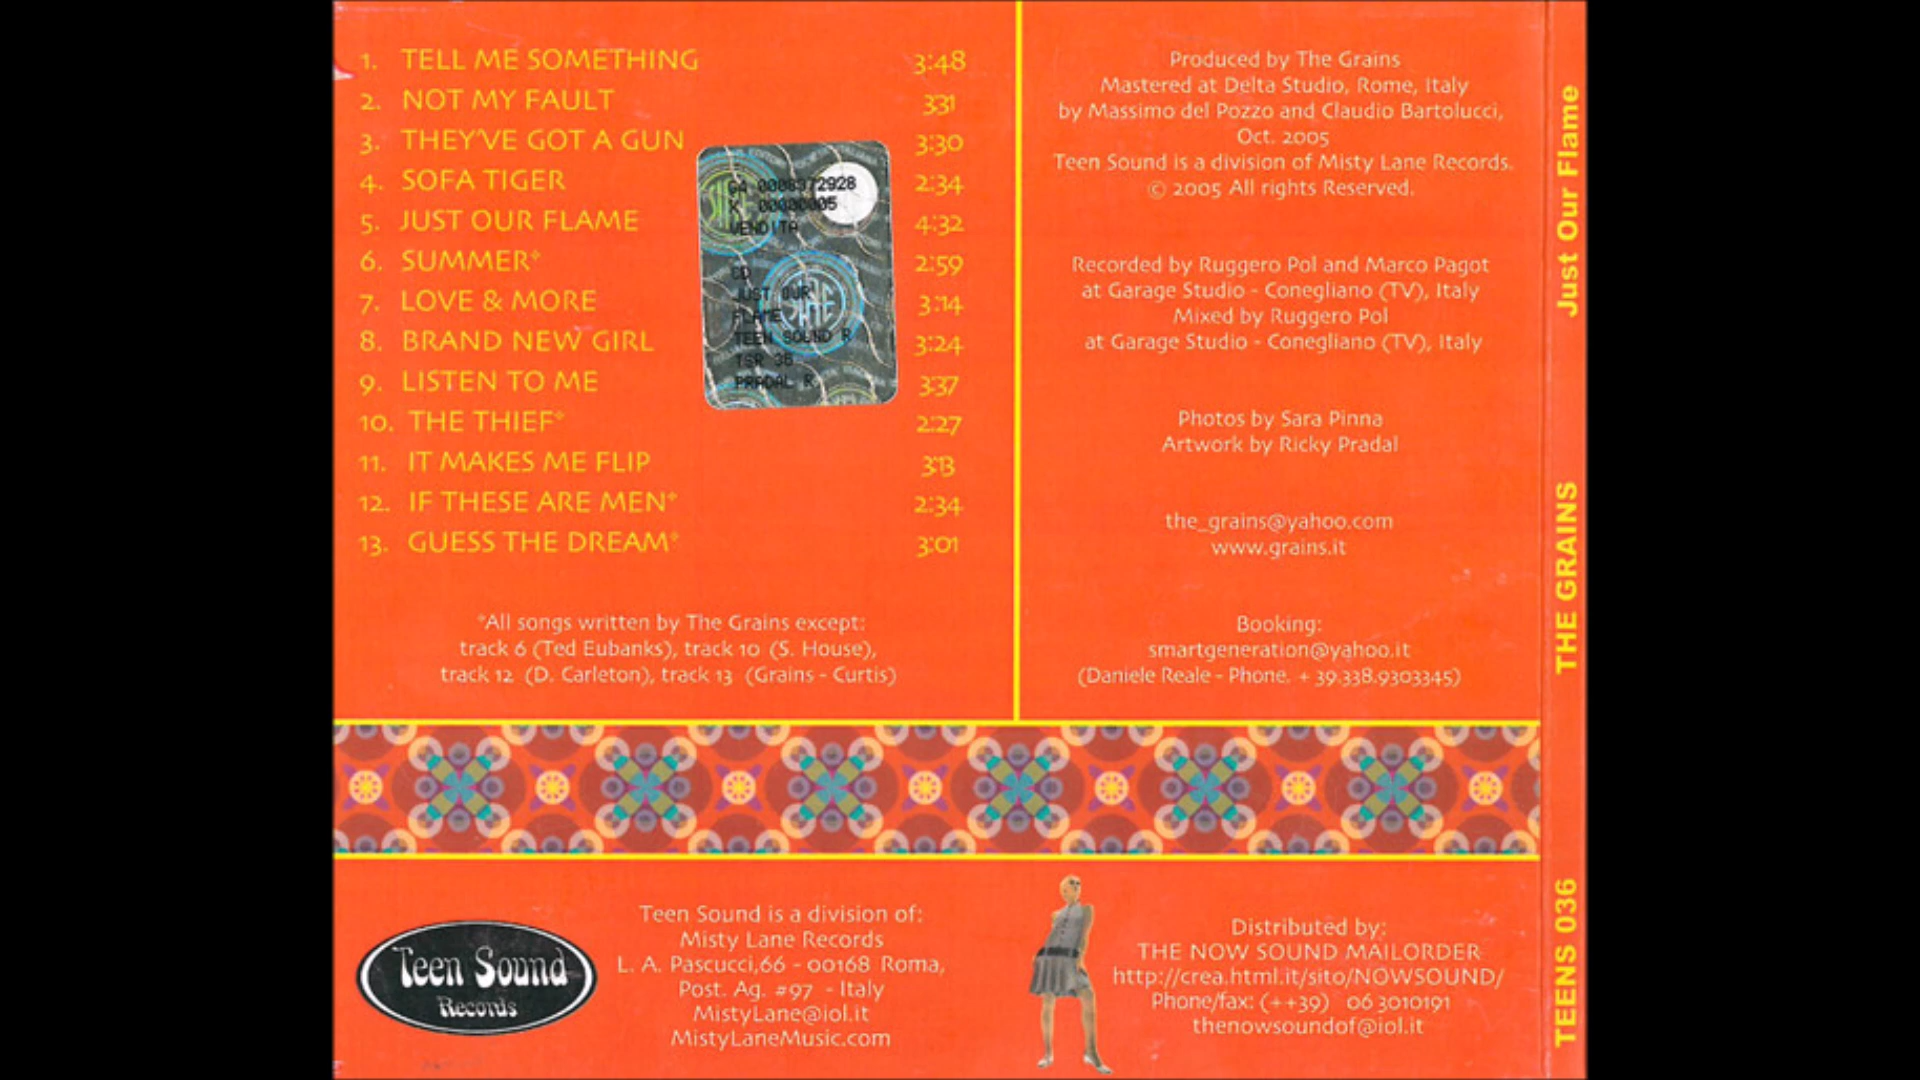 1. TELL ME SOMETHING 3:48
2. NOT MY FAULT 3:31
3. THEY'VE GOT A GUN 3:30
4. SOFA TIGER 2:34
5. JUST OUR FLAME 4:32
6. SUMMER* 2:59
7. LOVE & MORE 3:14
8. BRAND NEW GIRL 3:24
9. LISTEN TO ME 3:37
10. THE THIEF* 2:27
11. IT MAKES ME FLIP 3:13
12. IF THESE ARE MEN* 2:34
13. GUESS THE DREAM* 3:01
*All songs written by The Grains except:
track 6 (Ted Eubanks), track 10 (S. House),
track 12 (D. Carleton), track 13 (Grains - Curtis)
VENDITA
CD
JUST OUR
FLAME
TEEN SOUND R
TSR 36
PRADAL R
Produced by The Grains
Mastered at Delta Studio, Rome, Italy
by Massimo del Pozzo and Claudio Bartolucci,
Oct. 2005
Teen Sound is a division of Misty Lane Records.
© 2005 All rights Reserved.
Recorded by Ruggero Pol and Marco Pagot
at Garage Studio - Conegliano (TV), Italy
Mixed by Ruggero Pol
at Garage Studio - Conegliano (TV), Italy
Photos by Sara Pinna
Artwork by Ricky Pradal
the_grains@yahoo.com
www.grains.it
Booking:
smartgeneration@yahoo.it
(Daniele Reale - Phone. + 39.338.9303345)
Just Our Flame
THE GRAINS
TEENS 036
Teen Sound
Records
Teen Sound is a division of:
Misty Lane Records
L. A. Pascucci,66 - 00168 Roma,
Post. Ag. #97 - Italy
MistyLane@iol.it
MistyLaneMusic.com
Distributed by:
THE NOW SOUND MAILORDER
http://crea.html.it/sito/NOWSOUND/
Phone/fax: (++39) 06 3010191
thenowsoundof@iol.it